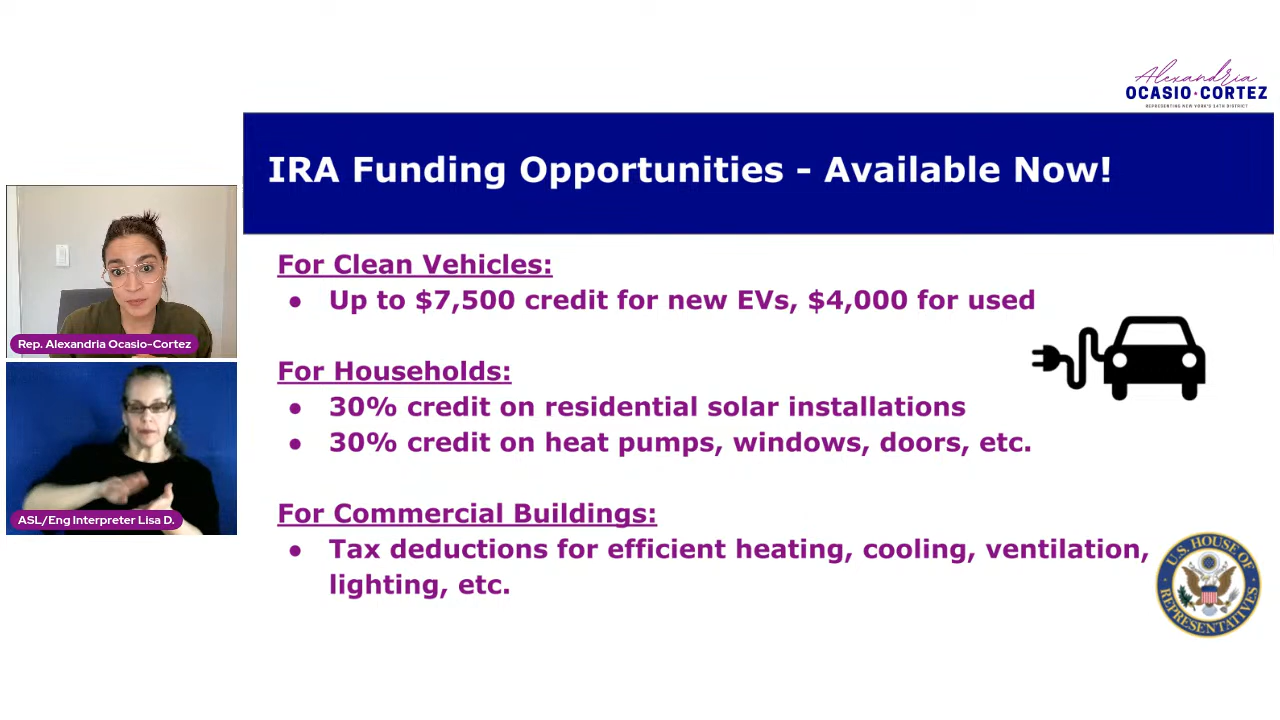 Alexandria
OCASIO★CORTEZ
REPRESENTING NEW YORK'S 14TH DISTRICT
IRA Funding Opportunities - Available Now!
For Clean Vehicles:
● Up to $7,500 credit for new EVs, $4,000 for used
For Households:
● 30% credit on residential solar installations
● 30% credit on heat pumps, windows, doors, etc.
For Commercial Buildings:
● Tax deductions for efficient heating, cooling, ventilation,
lighting, etc.
Rep. Alexandria Ocasio-Cortez
ASL/Eng Interpreter Lisa D.
U.S. HOUSE OF
REPRESENTATIVES